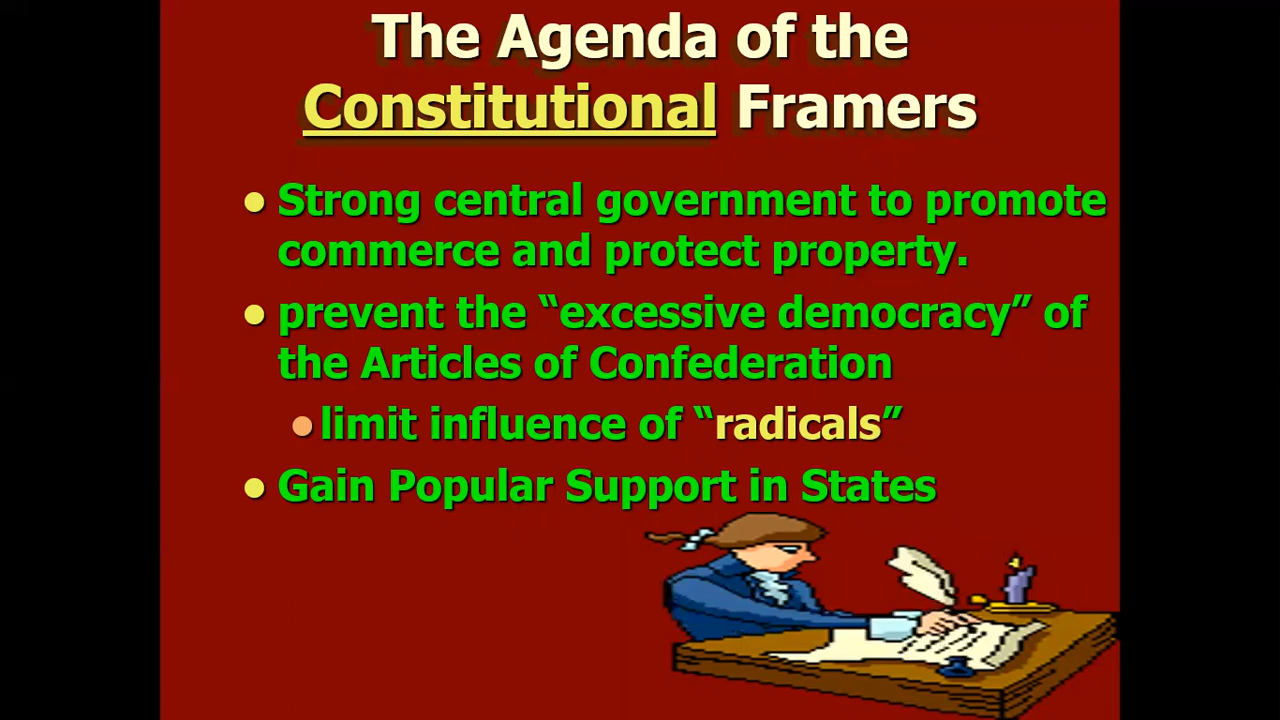 The Agenda of the
Constitutional Framers
● Strong central government to promote
commerce and protect property.
● prevent the “excessive democracy” of
the Articles of Confederation
● limit influence of “radicals”
● Gain Popular Support in States